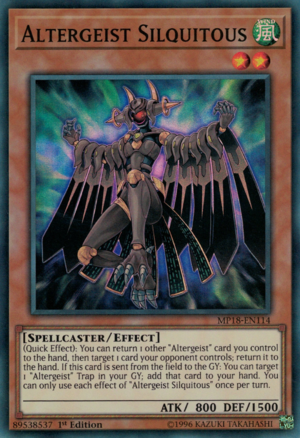 ALTERGEIST SILQUITOUS 風
MP18-EN114
[SPELLCASTER/EFFECT]
(Quick Effect): You can return 1 other "Altergeist" card you control
to the hand, then target 1 card your opponent controls; return it to
the hand. If this card is sent from the field to the GY: You can target
1 "Altergeist" Trap in your GY; add that card to your hand. You
can only use each effect of "Altergeist Silquitous" once per turn.
ATK/ 800 DEF/1500
89538537 1st Edition ©1996 KAZUKI TAKAHASHI